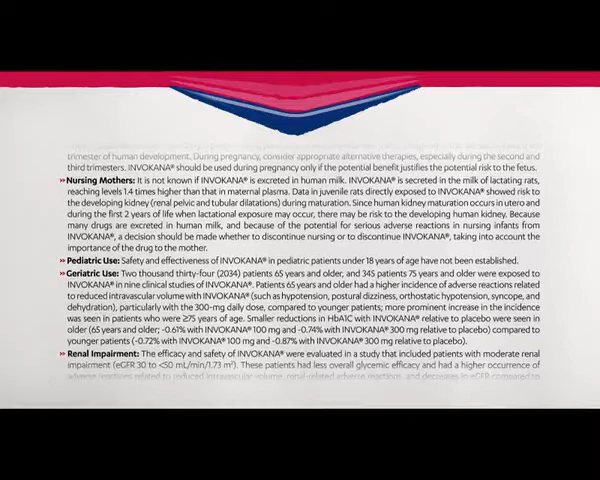 trimester of human development. During pregnancy, consider appropriate alternative therapies, especially during the second and
third trimesters. INVOKANA® should be used during pregnancy only if the potential benefit justifies the potential risk to the fetus.
»Nursing Mothers: It is not known if INVOKANA® is excreted in human milk. INVOKANA® is secreted in the milk of lactating rats,
reaching levels 1.4 times higher than that in maternal plasma. Data in juvenile rats directly exposed to INVOKANA® showed risk to
the developing kidney (renal pelvic and tubular dilatations) during maturation. Since human kidney maturation occurs in utero and
during the first 2 years of life when lactational exposure may occur, there may be risk to the developing human kidney. Because
many drugs are excreted in human milk, and because of the potential for serious adverse reactions in nursing infants from
INVOKANA®, a decision should be made whether to discontinue nursing or to discontinue INVOKANA®, taking into account the
importance of the drug to the mother.
»Pediatric Use: Safety and effectiveness of INVOKANA® in pediatric patients under 18 years of age have not been established.
»Geriatric Use: Two thousand thirty-four (2034) patients 65 years and older, and 345 patients 75 years and older were exposed to
INVOKANA® in nine clinical studies of INVOKANA®. Patients 65 years and older had a higher incidence of adverse reactions related
to reduced intravascular volume with INVOKANA® (such as hypotension, postural dizziness, orthostatic hypotension, syncope, and
dehydration), particularly with the 300-mg daily dose, compared to younger patients; more prominent increase in the incidence
was seen in patients who were ≥75 years of age. Smaller reductions in HbA1C with INVOKANA® relative to placebo were seen in
older (65 years and older; -0.61% with INVOKANA® 100 mg and -0.74% with INVOKANA® 300 mg relative to placebo) compared to
younger patients (-0.72% with INVOKANA® 100 mg and -0.87% with INVOKANA® 300 mg relative to placebo).
»Renal Impairment: The efficacy and safety of INVOKANA® were evaluated in a study that included patients with moderate renal
impairment (eGFR 30 to <50 mL/min/1.73 m²). These patients had less overall glycemic efficacy and had a higher occurrence of
adverse reactions related to reduced intravascular volume, renal-related adverse reactions, and decreases in eGFR compared to